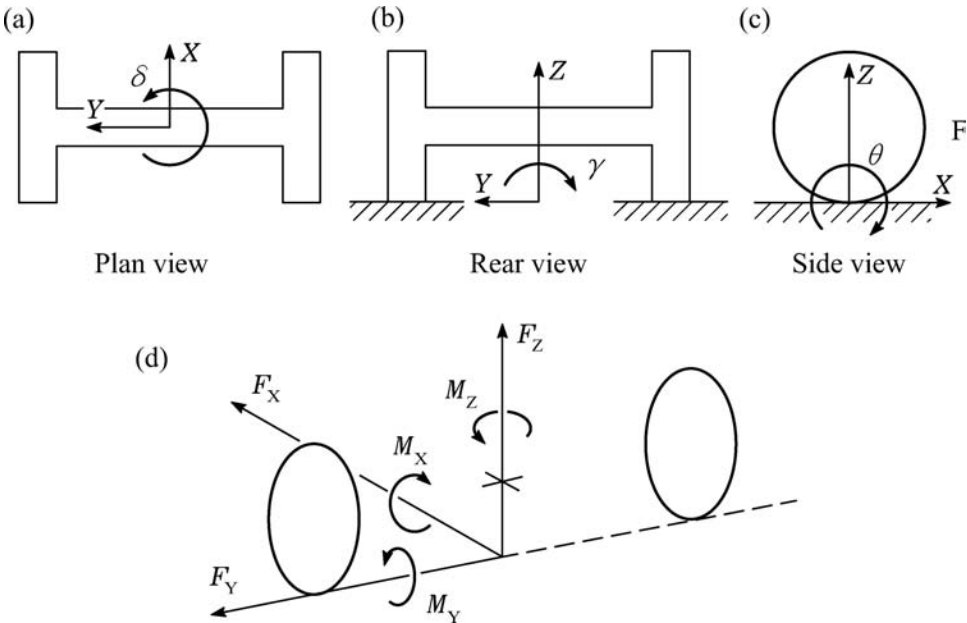 (a)
X
δ
Y
Plan view
(b)
Z
Y
γ
Rear view
(c)
Z
F
θ
X
Side view
(d)
F_Z
F_X
M_Z
M_X
F_Y
M_Y